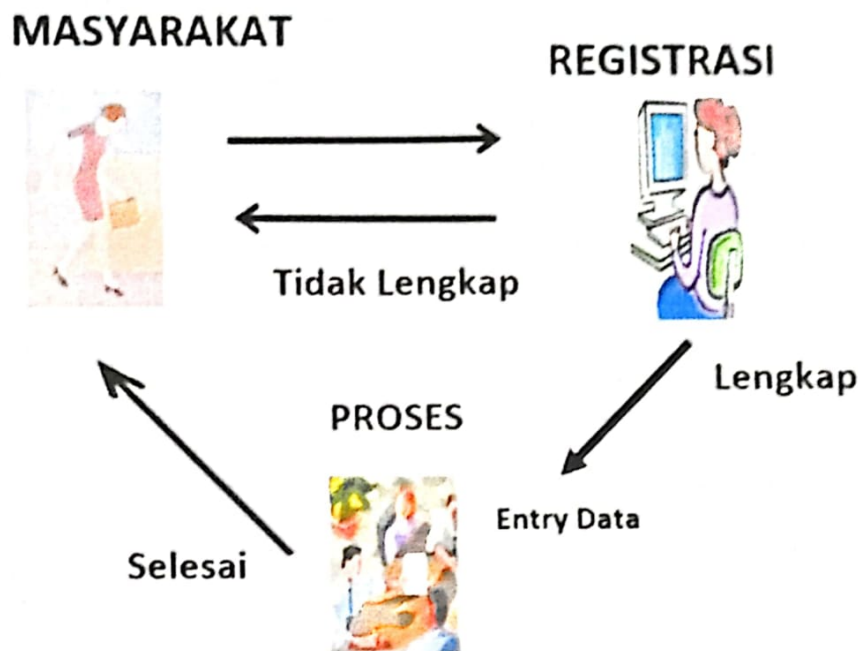 MASYARAKAT
REGISTRASI
Tidak Lengkap
Lengkap
PROSES
Entry Data
Selesai